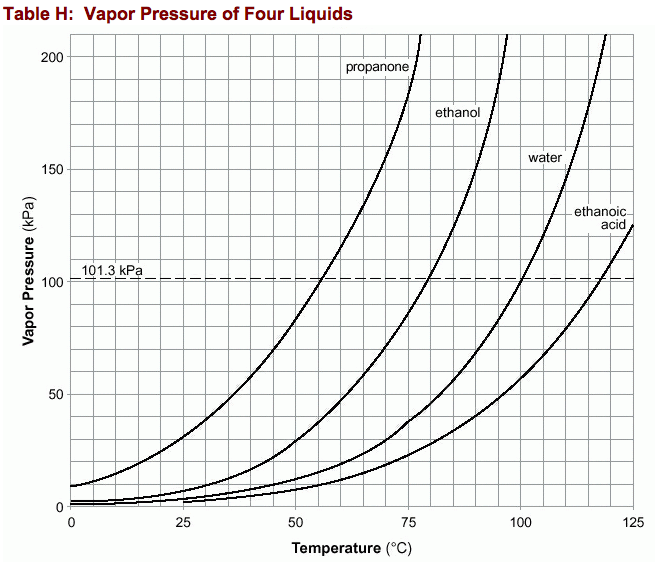 Table H: Vapor Pressure of Four Liquids
200
propanone
ethanol
150
water
ethanoic
acid
Vapor Pressure (kPa)
101.3 kPa
100
50
0
0
25
50
75
100
125
Temperature (°C)